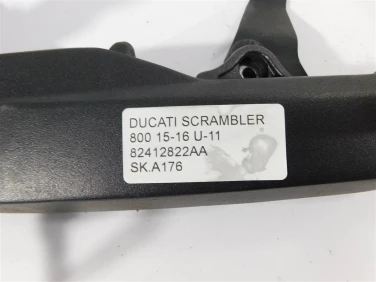 DUCATI SCRAMBLER
800 15-16 U-11
82412822AA
SK.A176